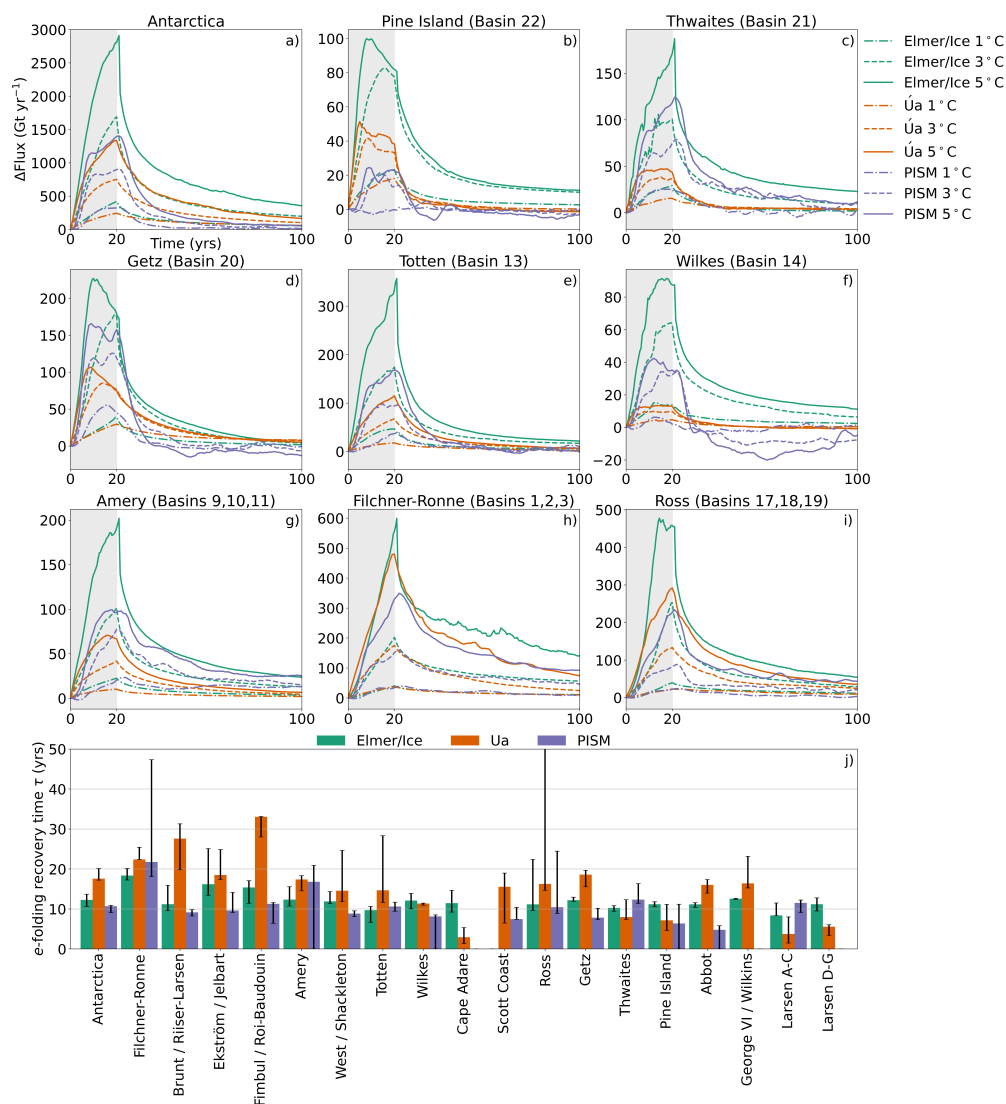 Antarctica
Pine Island (Basin 22)
Thwaites (Basin 21)
a)
b)
c)
3000
2500
2000
1500
1000
500
0
ΔFlux (Gt yr⁻¹)
0
20
100
Time (yrs)
100
80
60
40
20
0
0
20
100
150
100
50
0
0
20
100
Elmer/Ice 1°C
Elmer/Ice 3°C
Elmer/Ice 5°C
Úa 1°C
Úa 3°C
Úa 5°C
PISM 1°C
PISM 3°C
PISM 5°C
Getz (Basin 20)
Totten (Basin 13)
Wilkes (Basin 14)
d)
e)
f)
200
150
100
50
0
0
20
100
300
200
100
0
0
20
100
80
60
40
20
0
−20
0
20
100
Amery (Basins 9,10,11)
Filchner-Ronne (Basins 1,2,3)
Ross (Basins 17,18,19)
g)
h)
i)
200
150
100
50
0
0
20
100
600
500
400
300
200
100
0
0
20
100
500
400
300
200
100
0
0
20
100
Elmer/Ice
Ua
PISM
j)
50
40
30
20
10
0
e-folding recovery time τ (yrs)
Antarctica
Filchner-Ronne
Brunt / Riiser-Larsen
Ekström / Jelbart
Fimbul / Roi-Baudouin
Amery
West / Shackleton
Totten
Wilkes
Cape Adare
Scott Coast
Ross
Getz
Thwaites
Pine Island
Abbot
George VI / Wilkins
Larsen A-C
Larsen D-G